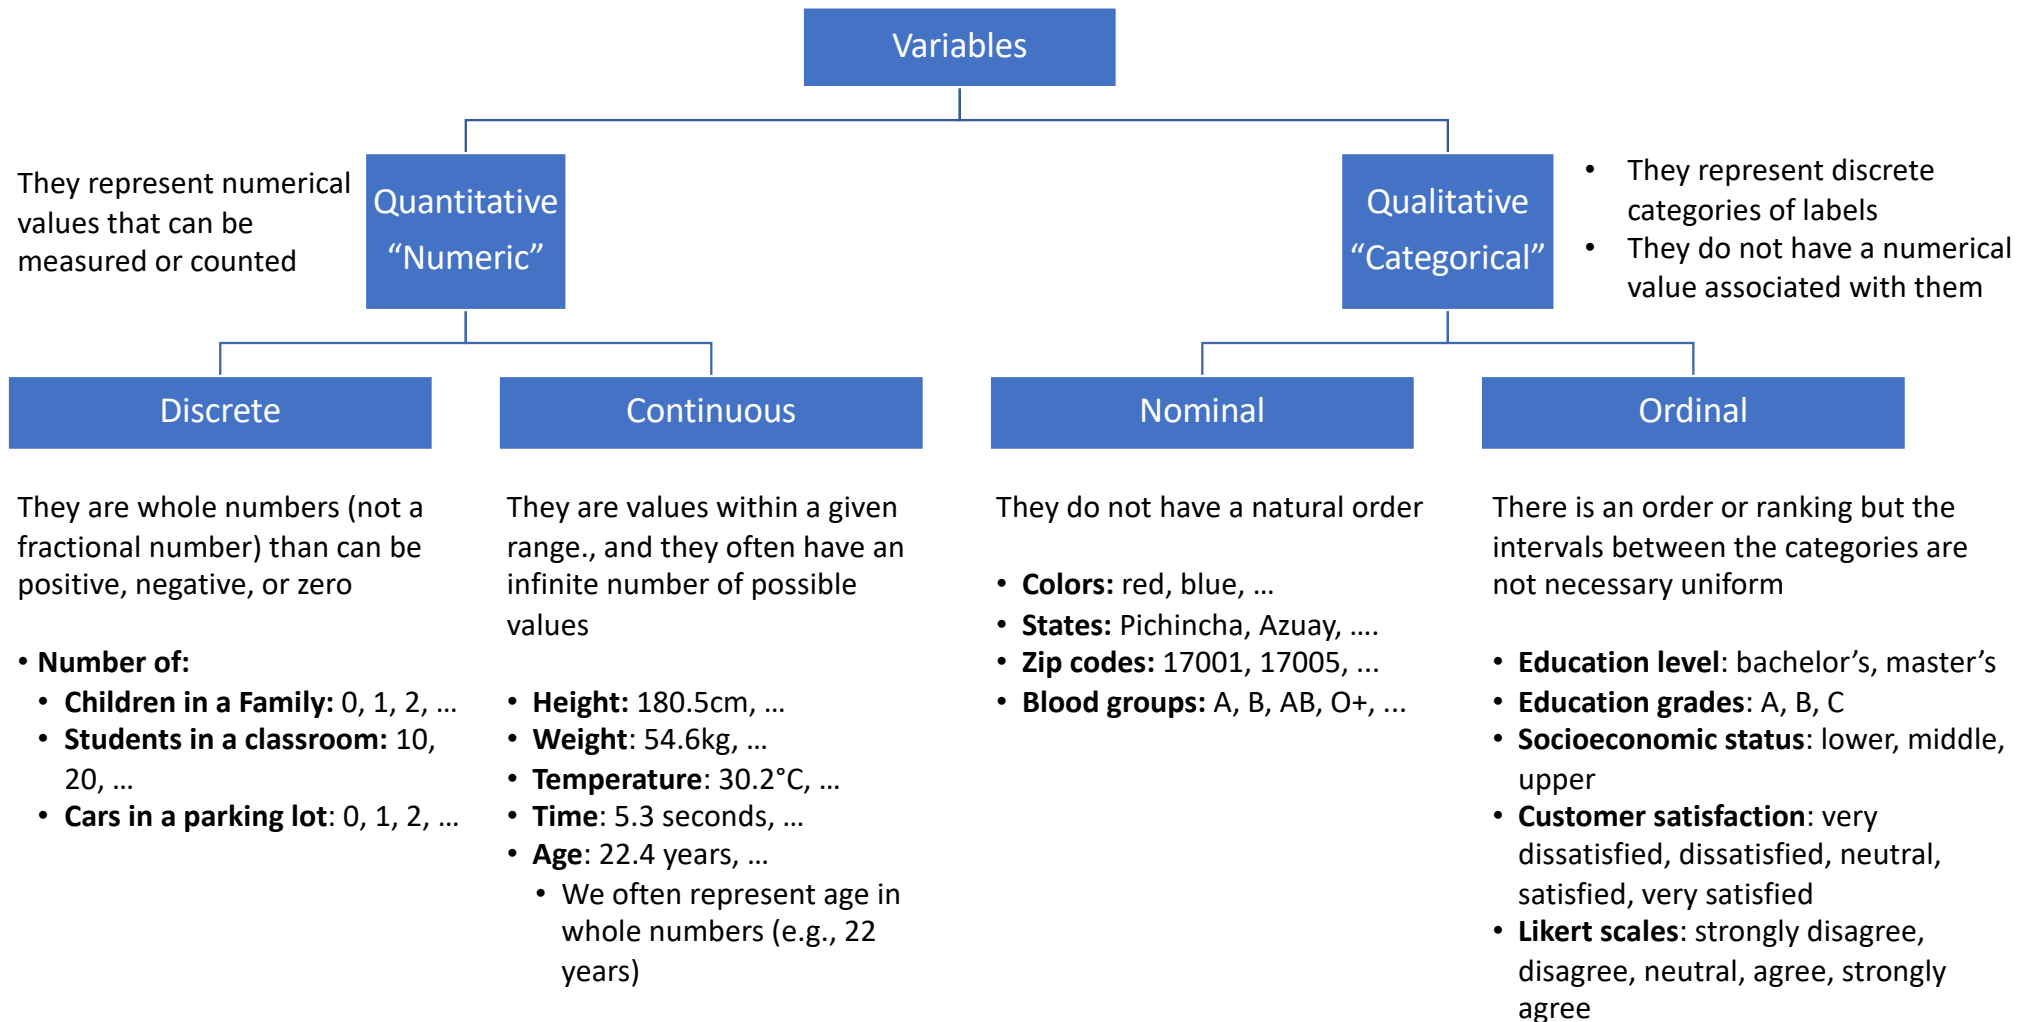 Variables
They represent numerical
values that can be
measured or counted
Quantitative
“Numeric”
Qualitative
“Categorical”
• They represent discrete
categories of labels
• They do not have a numerical
value associated with them
Discrete
They are whole numbers (not a
fractional number) than can be
positive, negative, or zero
• Number of:
• Children in a Family: 0, 1, 2, ...
• Students in a classroom: 10,
20, ...
• Cars in a parking lot: 0, 1, 2, ...
Continuous
They are values within a given
range., and they often have an
infinite number of possible
values
• Height: 180.5cm, ...
• Weight: 54.6kg, ...
• Temperature: 30.2°C, ...
• Time: 5.3 seconds, ...
• Age: 22.4 years, ...
• We often represent age in
whole numbers (e.g., 22
years)
Nominal
They do not have a natural order
• Colors: red, blue, ...
• States: Pichincha, Azuay, ....
• Zip codes: 17001, 17005, ...
• Blood groups: A, B, AB, O+, ...
Ordinal
There is an order or ranking but the
intervals between the categories are
not necessary uniform
• Education level: bachelor’s, master’s
• Education grades: A, B, C
• Socioeconomic status: lower, middle,
upper
• Customer satisfaction: very
dissatisfied, dissatisfied, neutral,
satisfied, very satisfied
• Likert scales: strongly disagree,
disagree, neutral, agree, strongly
agree